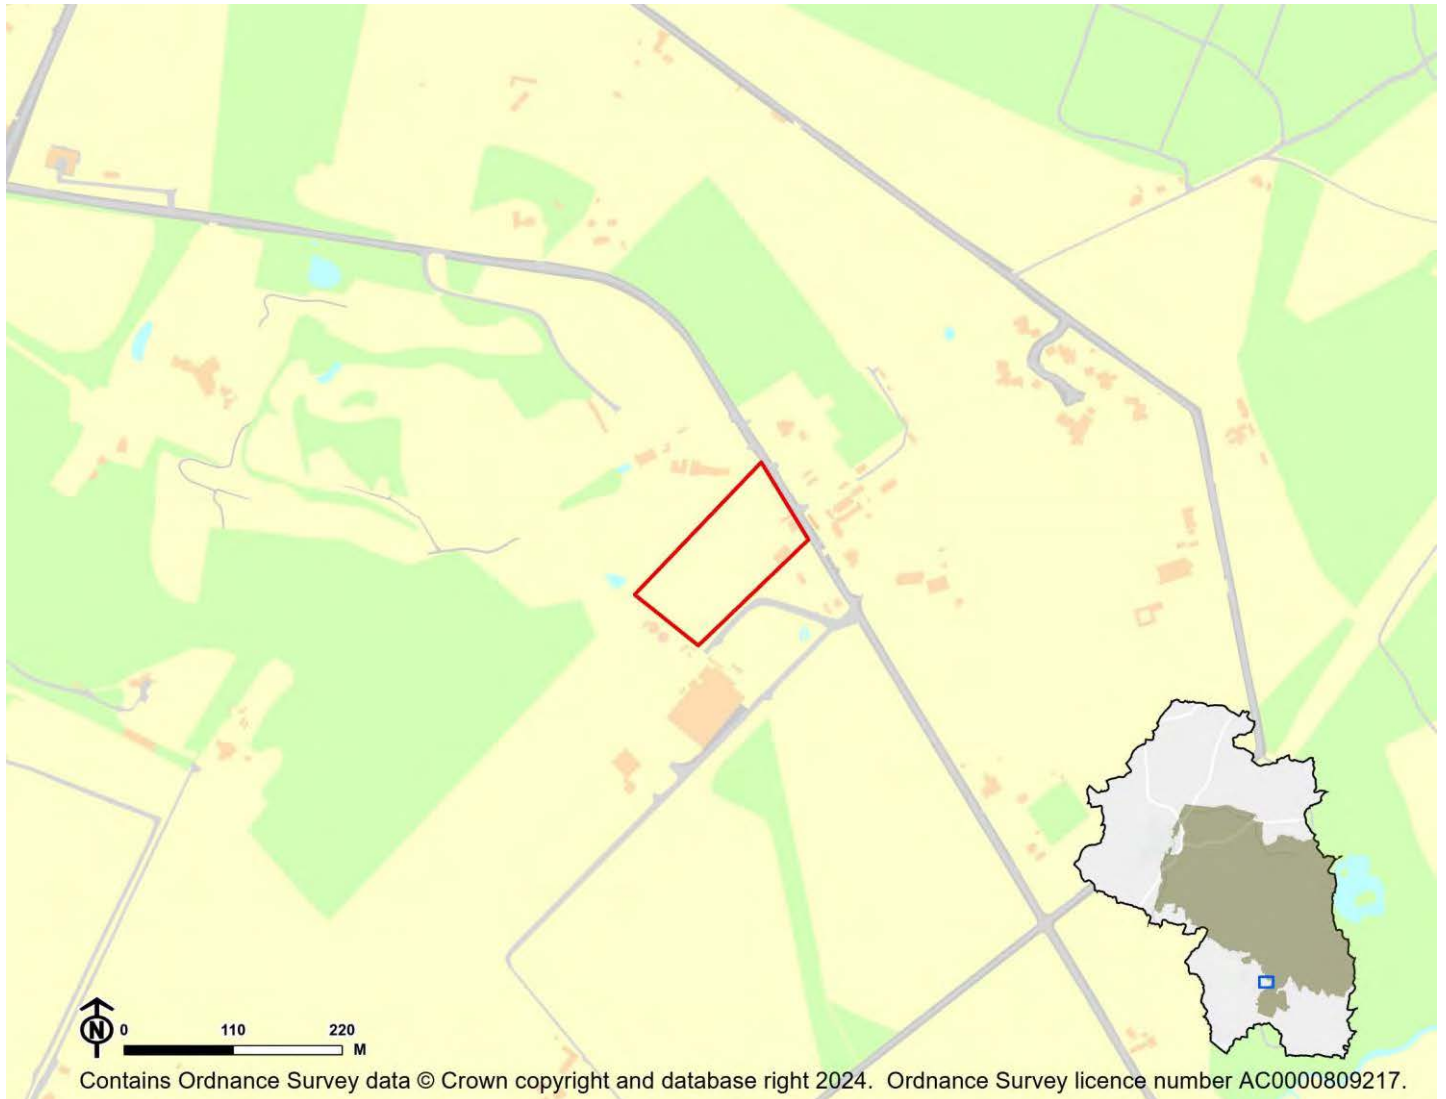 N
0 110 220
M
Contains Ordnance Survey data © Crown copyright and database right 2024. Ordnance Survey licence number AC0000809217.